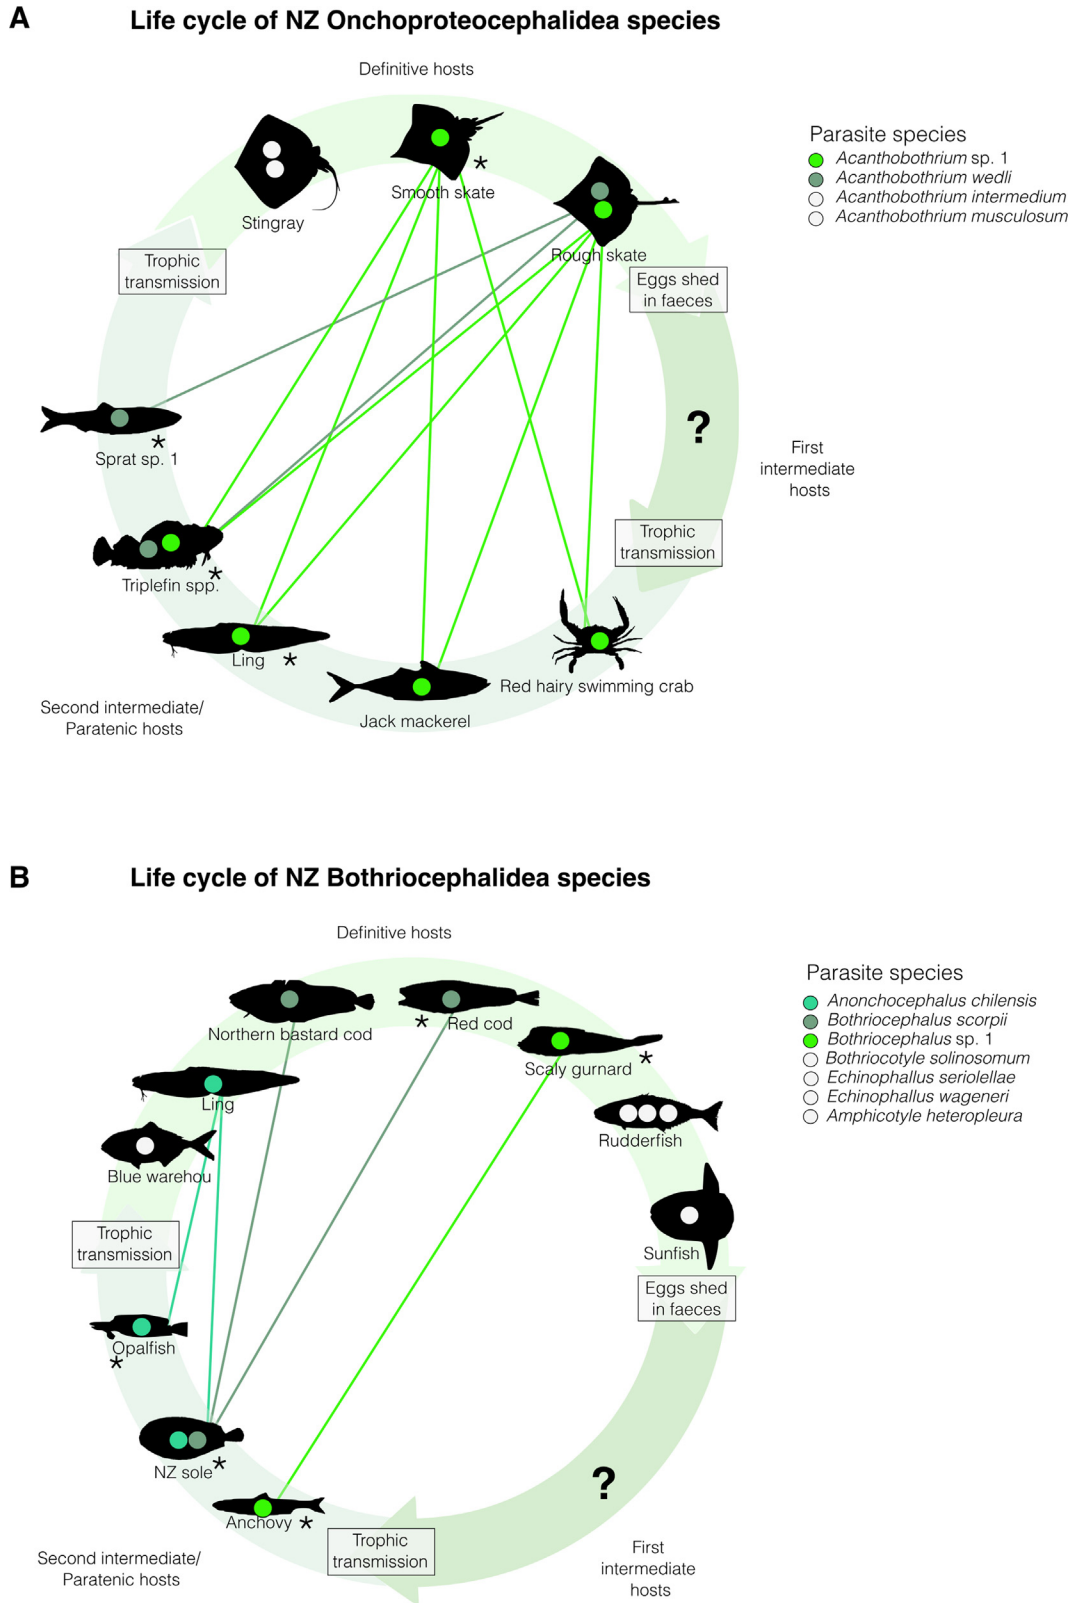 A
Life cycle of NZ Onchoproteocephalidea species
Definitive hosts
Parasite species
Acanthobothrium sp. 1
Acanthobothrium wedli
Acanthobothrium intermedium
Acanthobothrium musculosum
*
Smooth skate
Stingray
Rough skate
Trophic
transmission
Eggs shed
in faeces
?
*
Sprat sp. 1
First
intermediate
hosts
Trophic
transmission
*
Triplefin spp.
Ling
*
Red hairy swimming crab
Second intermediate/
Paratenic hosts
Jack mackerel
B
Life cycle of NZ Bothriocephalidea species
Definitive hosts
Parasite species
Anonchocephalus chilensis
Bothriocephalus scorpii
Bothriocephalus sp. 1
Bothriocotyle solinosomum
Echinophallus seriolellae
Echinophallus wageneri
Amphicotyle heteropleura
Northern bastard cod
* Red cod
Scaly gurnard *
Ling
Rudderfish
Blue warehou
Trophic
transmission
Sunfish
Eggs shed
in faeces
Opalfish
*
NZ sole *
?
Anchovy *
Trophic
transmission
First
intermediate
hosts
Second intermediate/
Paratenic hosts